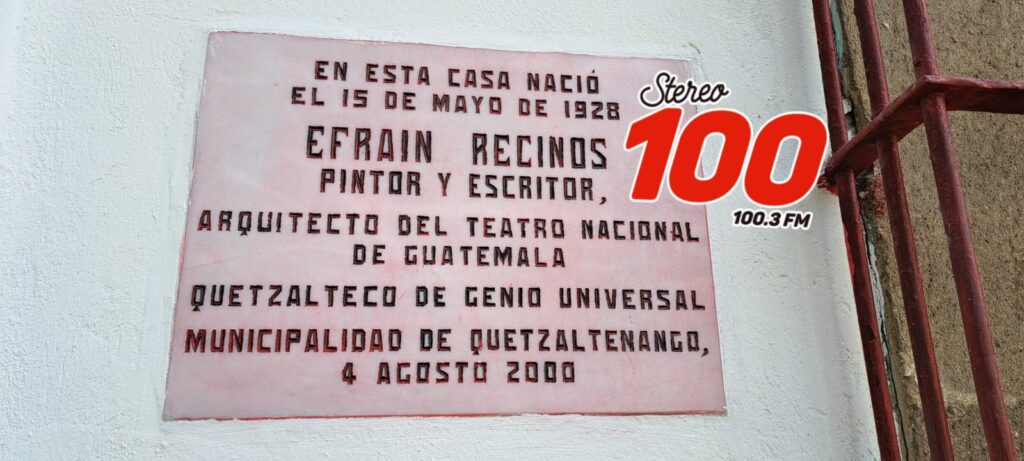 EN ESTA CASA NACIÓ
EL 15 DE MAYO DE 1928
EFRAIN RECINOS
PINTOR Y ESCRITOR,
ARQUITECTO DEL TEATRO NACIONAL
DE GUATEMALA
QUETZALTECO DE GENIO UNIVERSAL
MUNICIPALIDAD DE QUETZALTENANGO,
4 AGOSTO 2000
Stereo
100
100.3 FM